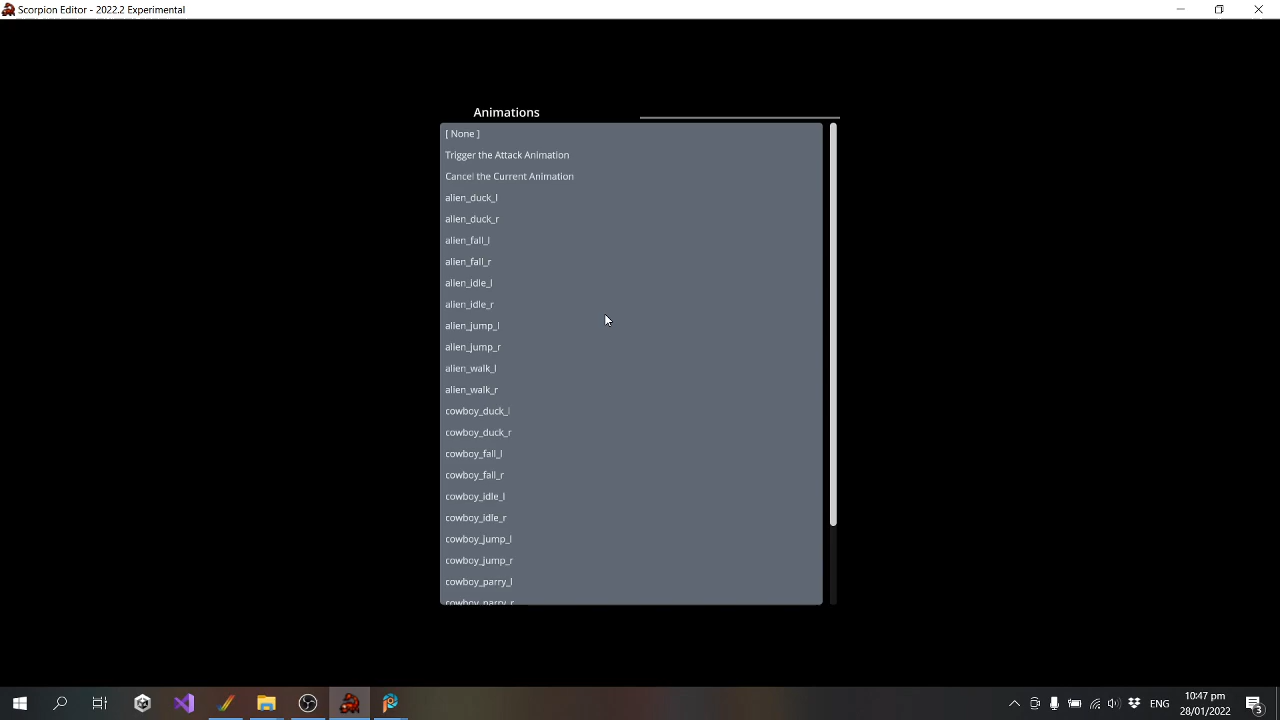 Scorpion Editor - 2022.2 Experimental
Animations
[ None ]
Trigger the Attack Animation
Cancel the Current Animation
alien_duck_l
alien_duck_r
alien_fall_l
alien_fall_r
alien_idle_l
alien_idle_r
alien_jump_l
alien_jump_r
alien_walk_l
alien_walk_r
cowboy_duck_l
cowboy_duck_r
cowboy_fall_l
cowboy_fall_r
cowboy_idle_l
cowboy_idle_r
cowboy_jump_l
cowboy_jump_r
cowboy_parry_l
cowboy_parry_r
ENG
10:47 pm
28/01/2022
3